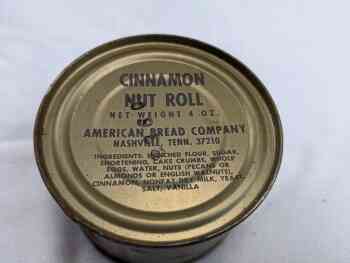 CINNAMON
NUT ROLL
NET WEIGHT 4 OZ.
AMERICAN BREAD COMPANY
NASHVILLE, TENN. 37210
INGREDIENTS: ENRICHED FLOUR, SUGAR,
SHORTENING, CAKE CRUMBS, WHOLE
EGGS, WATER, NUTS (PECANS OR
ALMONDS OR ENGLISH WALNUTS),
CINNAMON, NONFAT DRY MILK, YEAST,
SALT, VANILLA